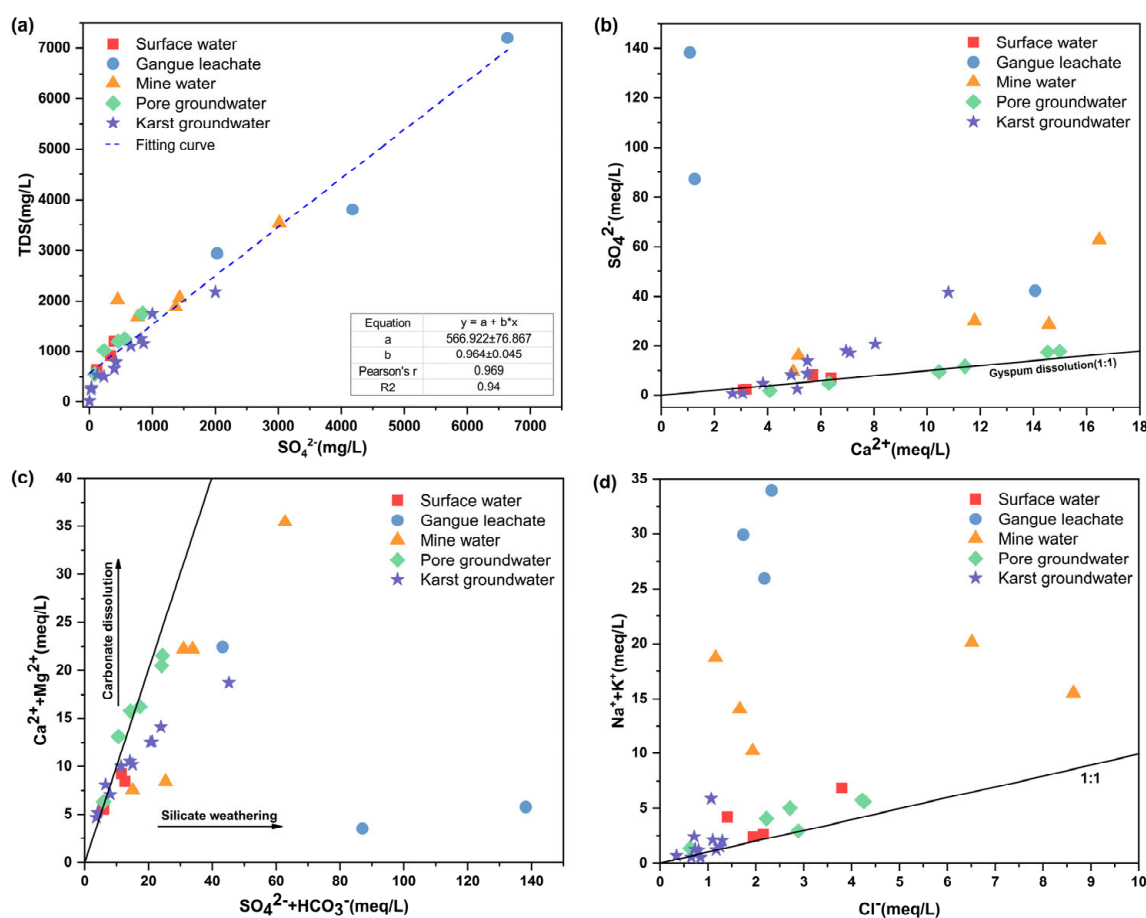 (a)
Surface water
Gangue leachate
Mine water
Pore groundwater
Karst groundwater
Fitting curve
7000
6000
5000
4000
3000
2000
1000
0
TDS(mg/L)
Equation y = a + b*x
a 566.922±76.867
b 0.964±0.045
Pearson's r 0.969
R2 0.94
0 1000 2000 3000 4000 5000 6000 7000
SO₄²⁻(mg/L)
(b)
Surface water
Gangue leachate
Mine water
Pore groundwater
Karst groundwater
140
120
100
80
60
40
20
0
SO₄²⁻(meq/L)
Gyspum dissolution(1:1)
0 2 4 6 8 10 12 14 16 18
Ca²⁺(meq/L)
(c)
Surface water
Gangue leachate
Mine water
Pore groundwater
Karst groundwater
40
35
30
25
20
15
10
5
0
Ca²⁺+Mg²⁺(meq/L)
Carbonate dissolution
Silicate weathering
0 20 40 60 80 100 120 140
SO₄²⁻+HCO₃⁻(meq/L)
(d)
Surface water
Gangue leachate
Mine water
Pore groundwater
Karst groundwater
35
30
25
20
15
10
5
0
Na⁺+K⁺(meq/L)
1:1
0 1 2 3 4 5 6 7 8 9 10
Cl⁻(meq/L)